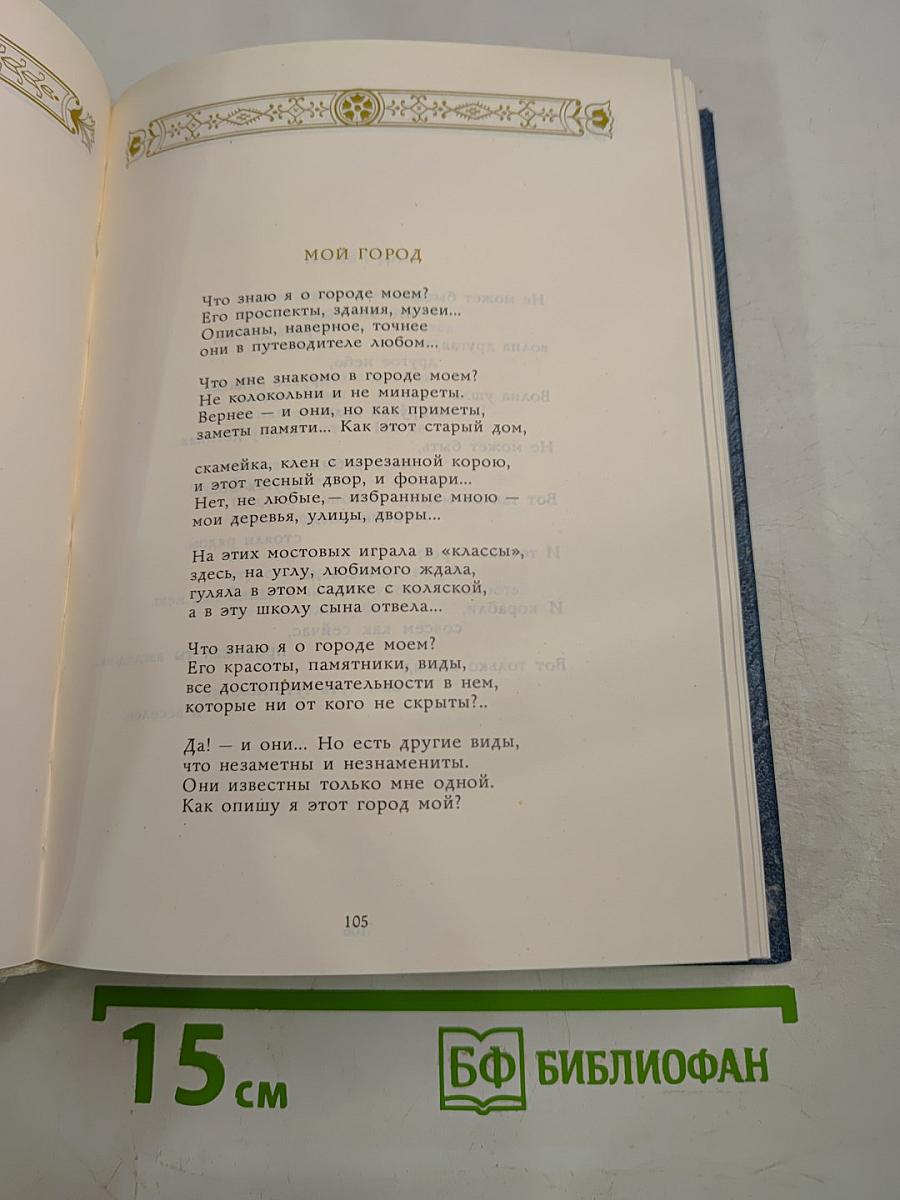 МОЙ ГОРОД
Что знаю я о городе моем?
Его проспекты, здания, музеи...
Описаны, наверное, точнее
они в путеводителе любом...
Что мне знакомо в городе моем?
Не колокольни и не минареты.
Вернее — и они, но как приметы,
заметы памяти... Как этот старый дом,
скамейка, клен с изрезанной корою,
и этот тесный двор, и фонари...
Нет, не любые, — избранные мною —
мои деревья, улицы, дворы...
На этих мостовых играла в «классы»,
здесь, на углу, любимого ждала,
гуляла в этом садике с коляской,
а в эту школу сына отвела...
Что знаю я о городе моем?
Его красоты, памятники, виды,
все достопримечательности в нем,
которые ни от кого не скрыты?..
Да! — и они... Но есть другие виды,
что незаметны и незнамениты.
Они известны только мне одной.
Как опишу я этот город мой?
105
15 см
БФ БИБЛИОФАН